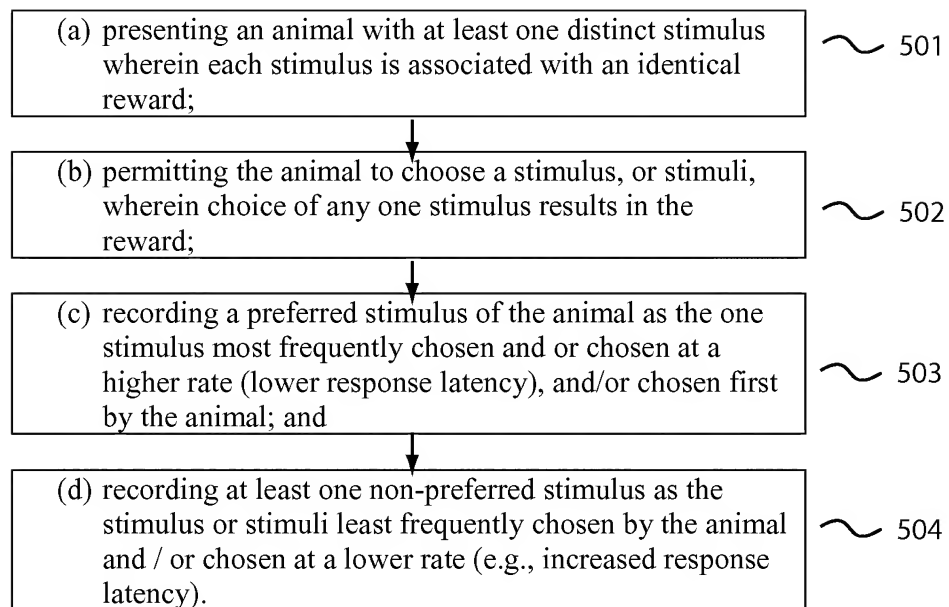 (a) presenting an animal with at least one distinct stimulus
wherein each stimulus is associated with an identical
reward;
501
(b) permitting the animal to choose a stimulus, or stimuli,
wherein choice of any one stimulus results in the
reward;
502
(c) recording a preferred stimulus of the animal as the one
stimulus most frequently chosen and or chosen at a
higher rate (lower response latency), and/or chosen first
by the animal; and
503
(d) recording at least one non-preferred stimulus as the
stimulus or stimuli least frequently chosen by the animal
and / or chosen at a lower rate (e.g., increased response
latency).
504